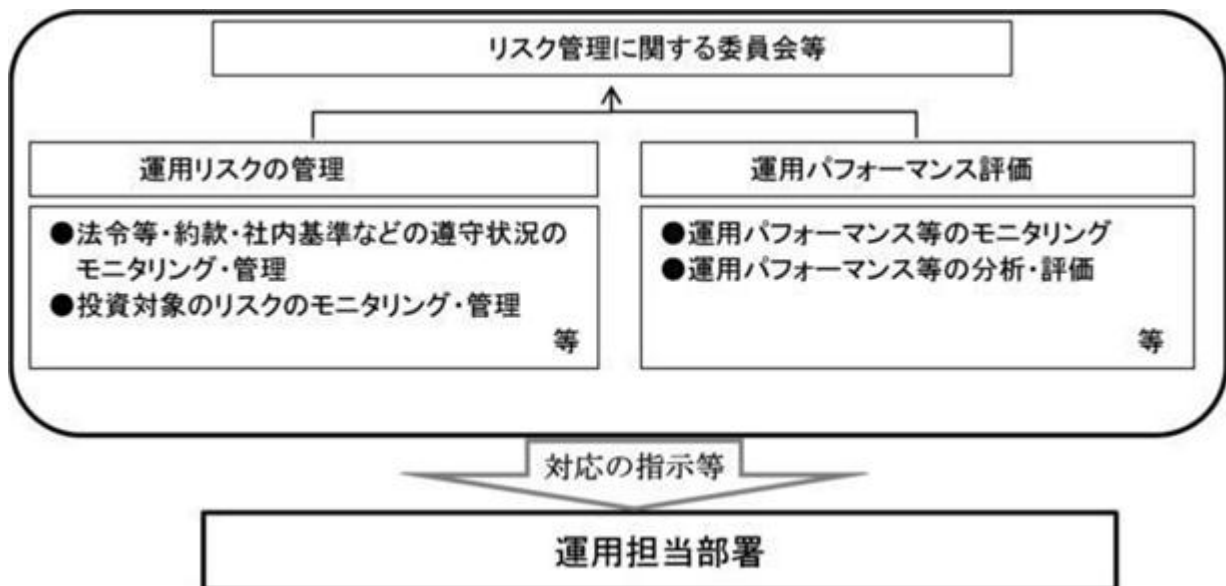 リスク管理に関する委員会等
運用リスクの管理
●法令等・約款・社内基準などの遵守状況の
モニタリング・管理
●投資対象のリスクのモニタリング・管理
等
運用パフォーマンス評価
●運用パフォーマンス等のモニタリング
●運用パフォーマンス等の分析・評価
等
対応の指示等
運用担当部署